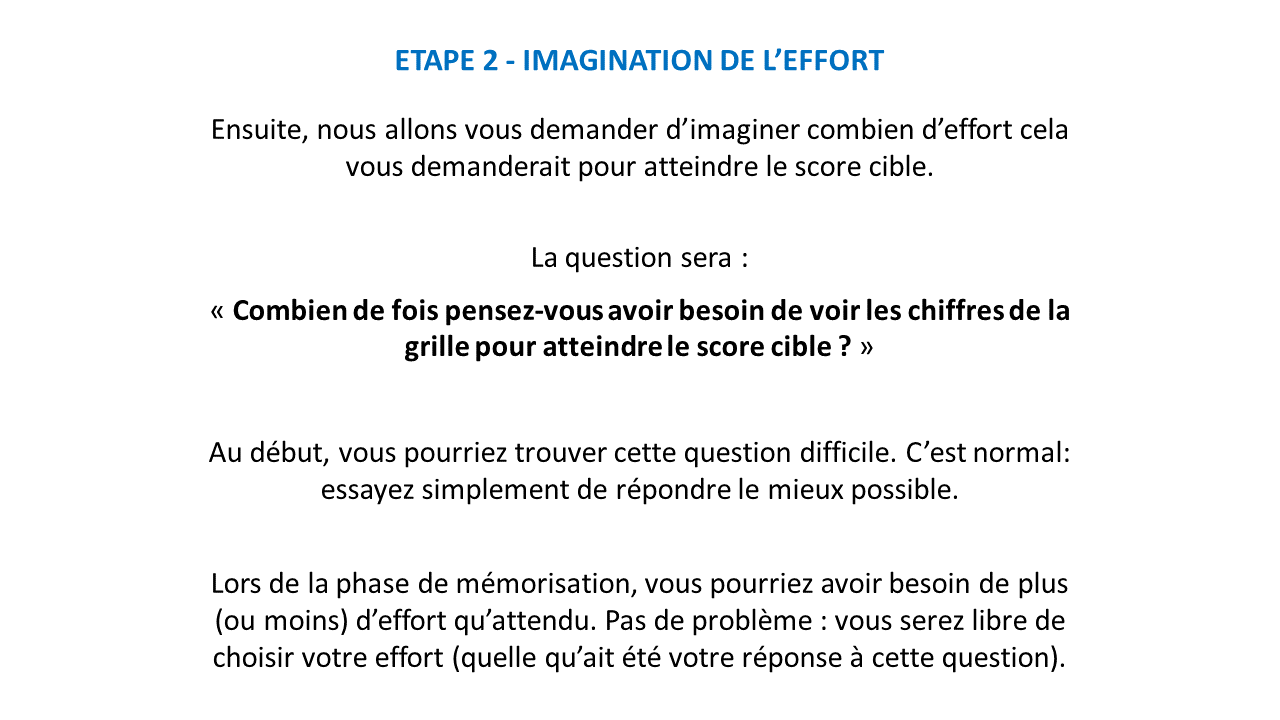 ETAPE 2 - IMAGINATION DE L’EFFORT
Ensuite, nous allons vous demander d’imaginer combien d’effort cela
vous demanderait pour atteindre le score cible.
La question sera :
« Combien de fois pensez-vous avoir besoin de voir les chiffres de la
grille pour atteindre le score cible ? »
Au début, vous pourriez trouver cette question difficile. C’est normal:
essayez simplement de répondre le mieux possible.
Lors de la phase de mémorisation, vous pourriez avoir besoin de plus
(ou moins) d’effort qu’attendu. Pas de problème : vous serez libre de
choisir votre effort (quelle qu’ait été votre réponse à cette question).